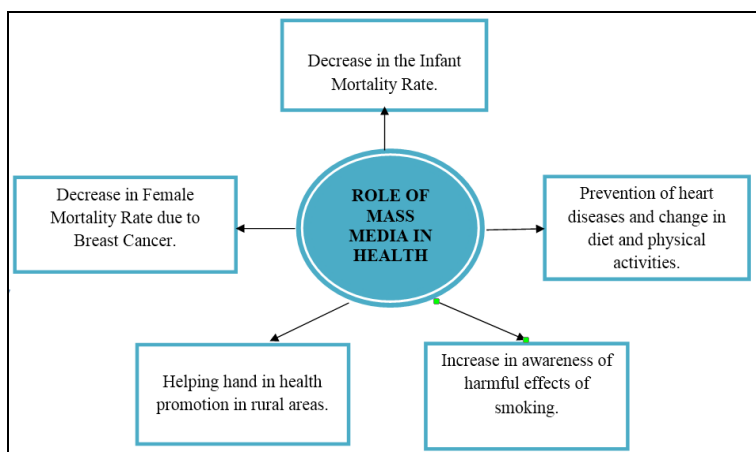 Decrease in the Infant
Mortality Rate.
Decrease in Female
Mortality Rate due to
Breast Cancer.
ROLE OF
MASS
MEDIA IN
HEALTH
Prevention of heart
diseases and change in
diet and physical
activities.
Helping hand in health
promotion in rural areas.
Increase in awareness of
harmful effects of
smoking.